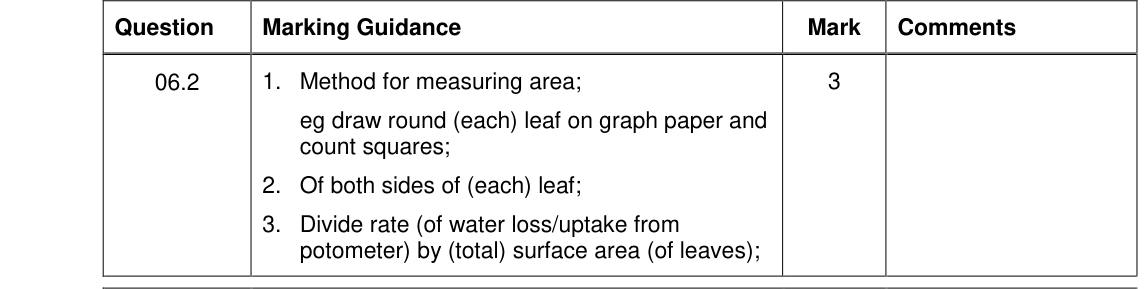 Question Marking Guidance Mark Comments
06.2 1. Method for measuring area; 3
eg draw round (each) leaf on graph paper and
count squares;
2. Of both sides of (each) leaf;
3. Divide rate (of water loss/uptake from
potometer) by (total) surface area (of leaves);